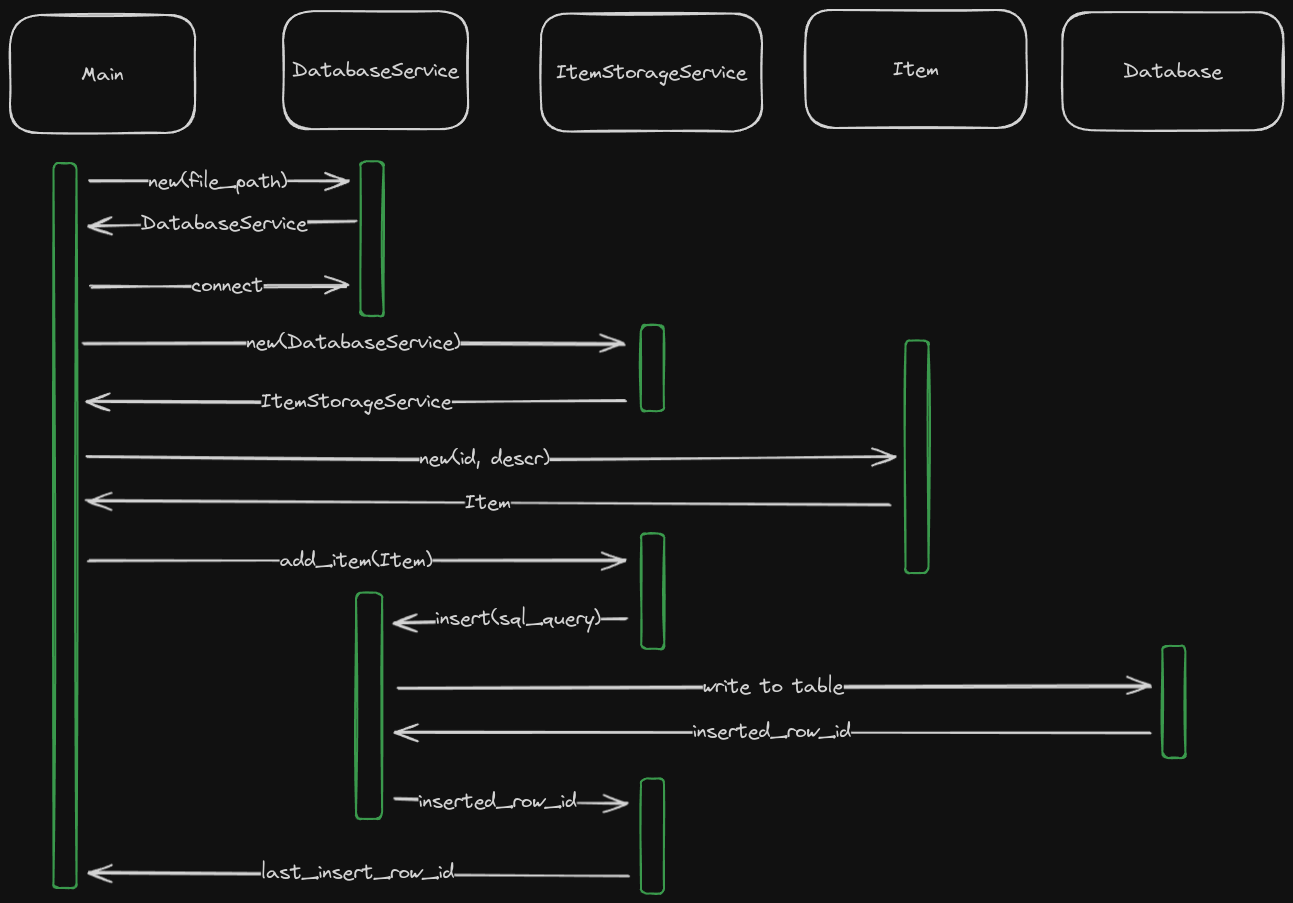 Main
DatabaseService
ItemStorageService
Item
Database
new(file_path)
DatabaseService
connect
new(DatabaseService)
ItemStorageService
new(id, descr)
Item
add_item(Item)
insert(sql_query)
write to table
inserted_row_id
inserted_row_id
last_insert_row_id